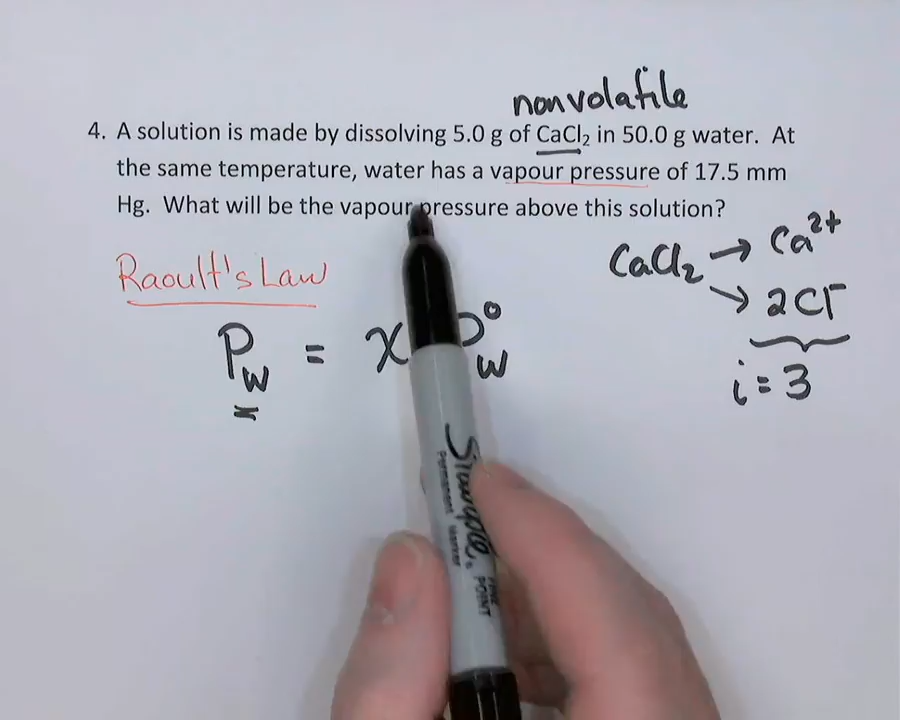 nonvolatile
4. A solution is made by dissolving 5.0 g of CaCl₂ in 50.0 g water. At
the same temperature, water has a vapour pressure of 17.5 mm
Hg. What will be the vapour pressure above this solution?
Raoult's Law
CaCl₂ → Ca²⁺
→ 2Cl⁻
i = 3
P_w = χ P°_w
Sharpie
Permanent Marker
FINE
POINT